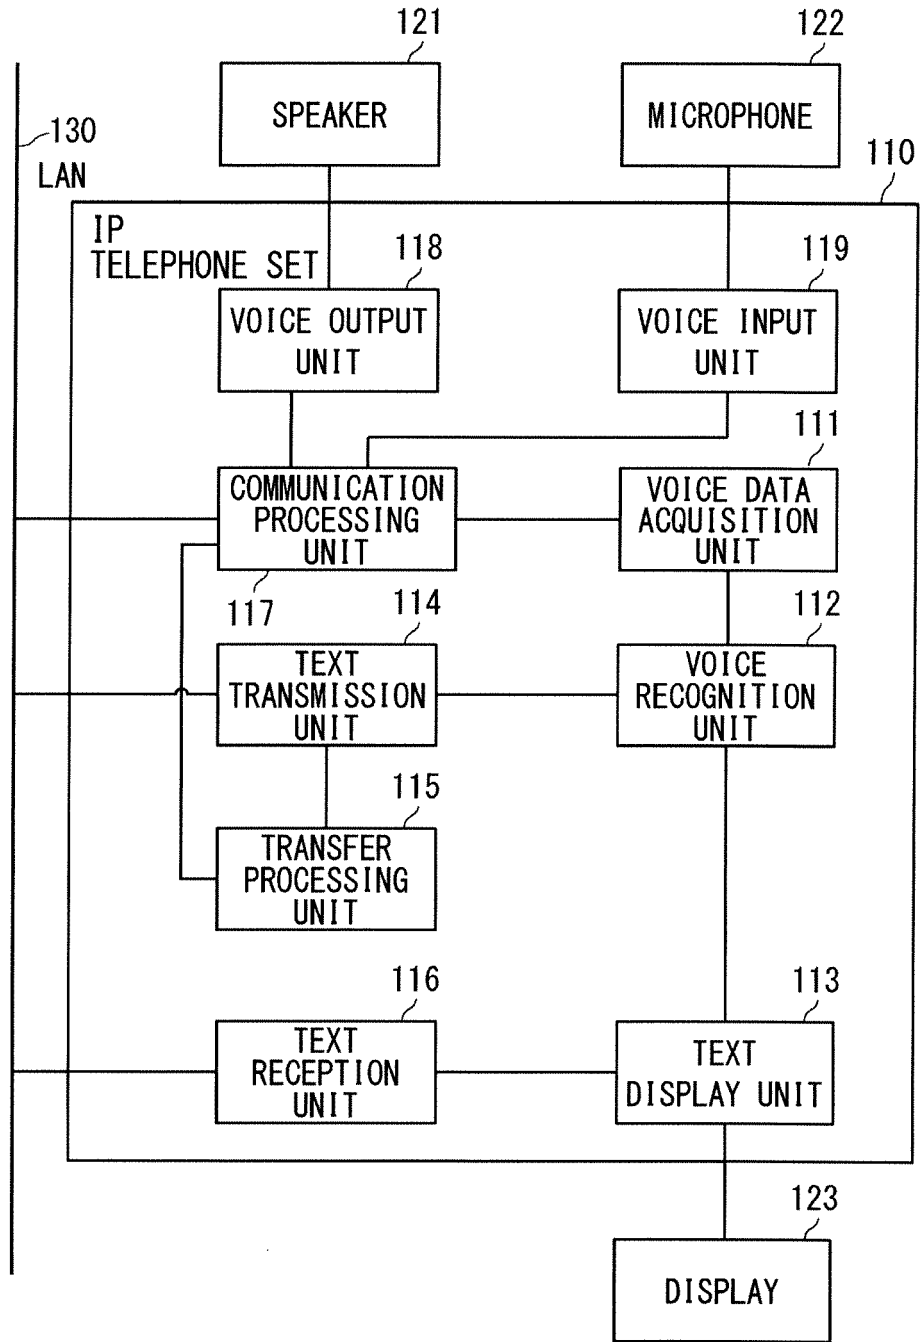 121
SPEAKER
122
MICROPHONE
130
LAN
110
IP
TELEPHONE SET
118
VOICE OUTPUT
UNIT
119
VOICE INPUT
UNIT
COMMUNICATION
PROCESSING
UNIT
117
111
VOICE DATA
ACQUISITION
UNIT
114
TEXT
TRANSMISSION
UNIT
112
VOICE
RECOGNITION
UNIT
115
TRANSFER
PROCESSING
UNIT
116
TEXT
RECEPTION
UNIT
113
TEXT
DISPLAY UNIT
123
DISPLAY